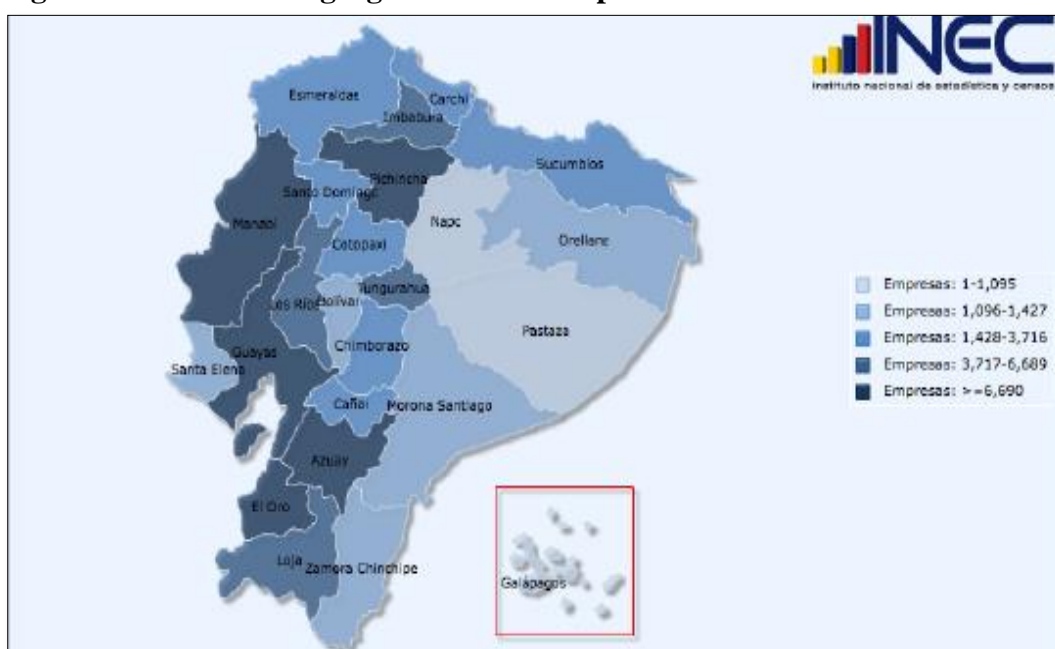 INEC
instituto nacional de estadística y censos
Esmeraldas
Carchi
Imbabura
Sucumbíos
Pichincha
Santo Domingo
Manabí
Napo
Orellana
Cotopaxi
Tungurahua
Los Ríos
Bolívar
Pastaza
Chimborazo
Guayas
Santa Elena
Cañar
Morona Santiago
Azuay
El Oro
Loja
Zamora Chinchipe
Galápagos
Empresas: 1-1,095
Empresas: 1,096-1,427
Empresas: 1,428-3,716
Empresas: 3,717-6,689
Empresas: >=6,690